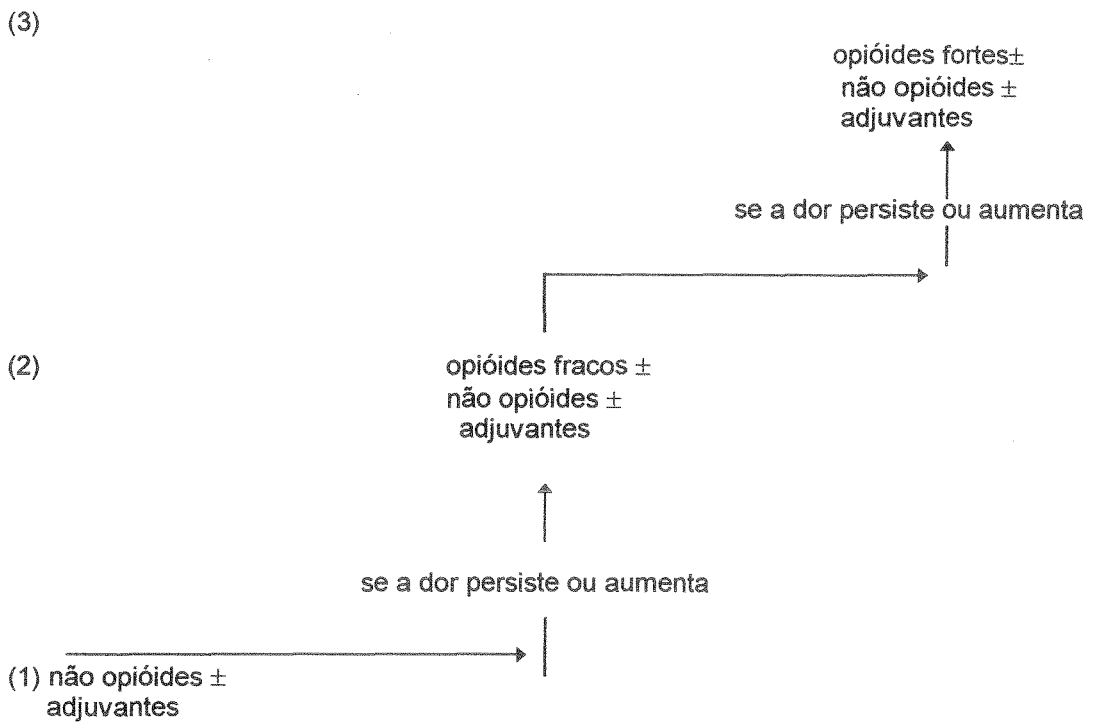 (3)
opióides fortes±
não opióides ±
adjuvantes
se a dor persiste ou aumenta
(2)
opióides fracos ±
não opióides ±
adjuvantes
se a dor persiste ou aumenta
(1) não opióides ±
adjuvantes